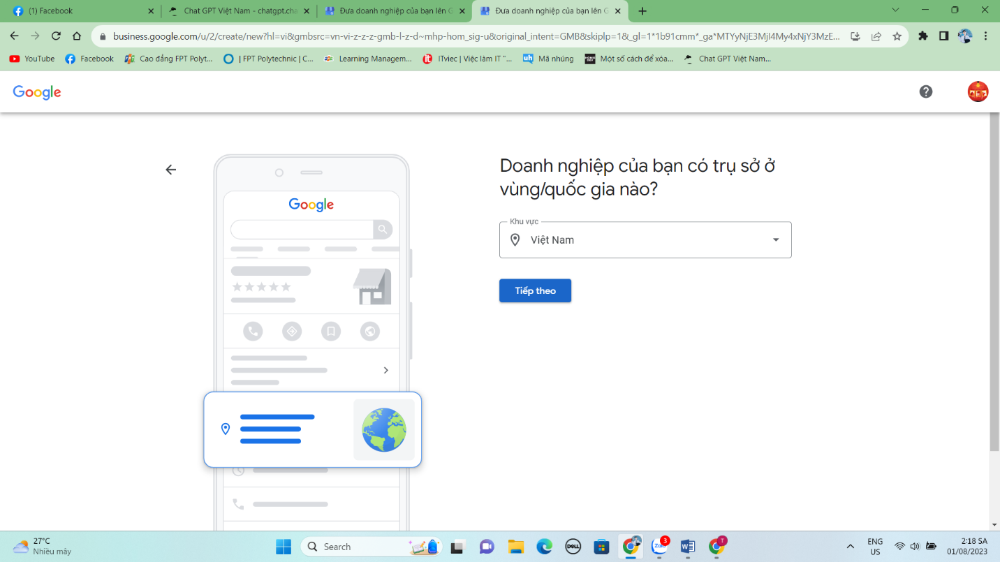 (1) Facebook
Chat GPT Việt Nam - chatgpt.cha
Đưa doanh nghiệp của bạn lên G
Đưa doanh nghiệp của bạn lên G
business.google.com/u/2/create/new?hl=vi&gmbsrc=vn-vi-z-z-z-gmb-l-z-d~mhp-hom_sig-u&original_intent=GMB&skiplp=1&_gl=1*1b91cmm*_ga*MTYyNjE3MjI4My4xNjY3MzE...
YouTube
Facebook
Cao đẳng FPT Polyt...
| FPT Polytechnic | C...
Learning Managem...
ITviec | Việc làm IT "...
Mã nhúng
Một số cách để xóa...
Chat GPT Việt Nam...
Google
Doanh nghiệp của bạn có trụ sở ở
vùng/quốc gia nào?
Khu vực
Việt Nam
Tiếp theo
Google
27°C
Nhiều mây
Search
DELL
Zalo
3
T
ENG
US
2:18 SA
01/08/2023